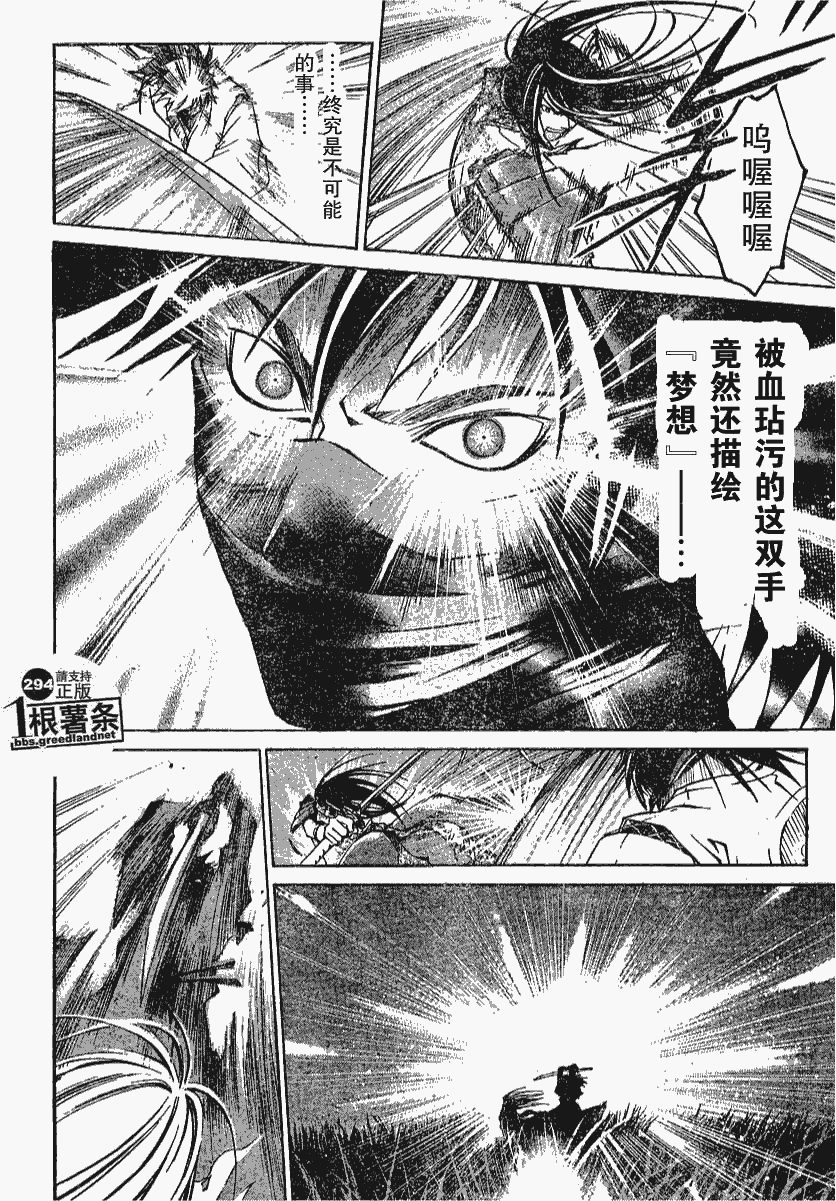 呜喔喔喔
……终究是不可能
的事……
被血玷污的这双手
竟然还描绘
『梦想』——…
294
請支持
正版
1根薯条
bbs.greedlandnet